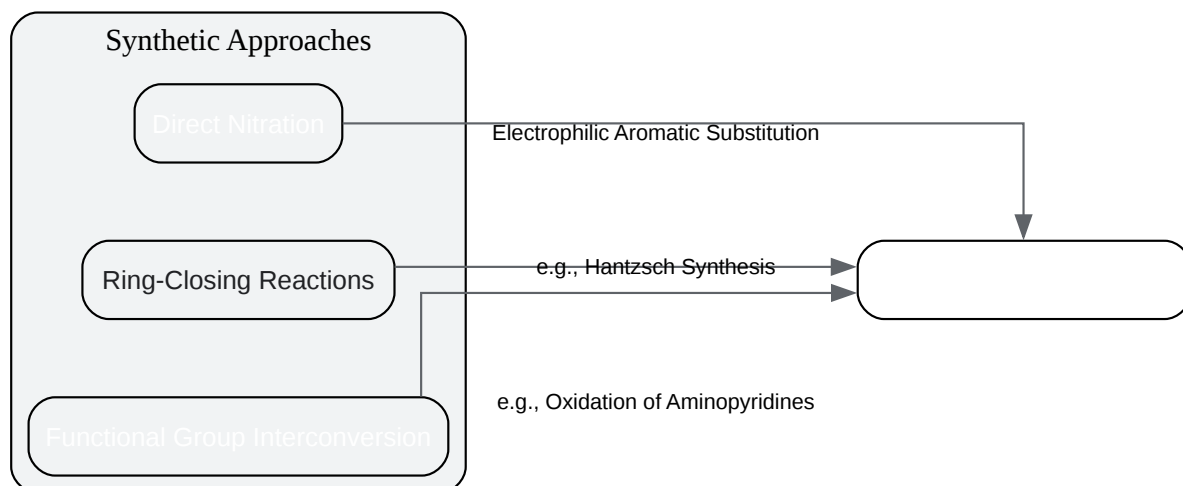 Synthetic Approaches
Direct Nitration
Electrophilic Aromatic Substitution
Ring-Closing Reactions
e.g., Hantzsch Synthesis
e.g., Oxidation of Aminopyridines
Functional Group Interconversion